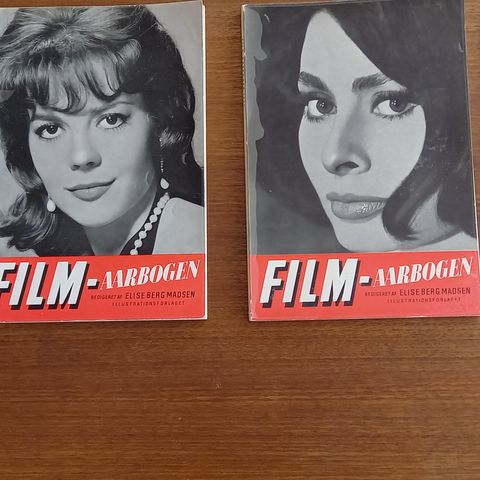 FILM-AARBOGEN
REDIGERET AF ELISE BERG MADSEN
ILLUSTRATIONSFORLAGET
FILM-AARBOGEN
REDIGERET AF ELISE BERG MADSEN
ILLUSTRATIONSFORLAGET